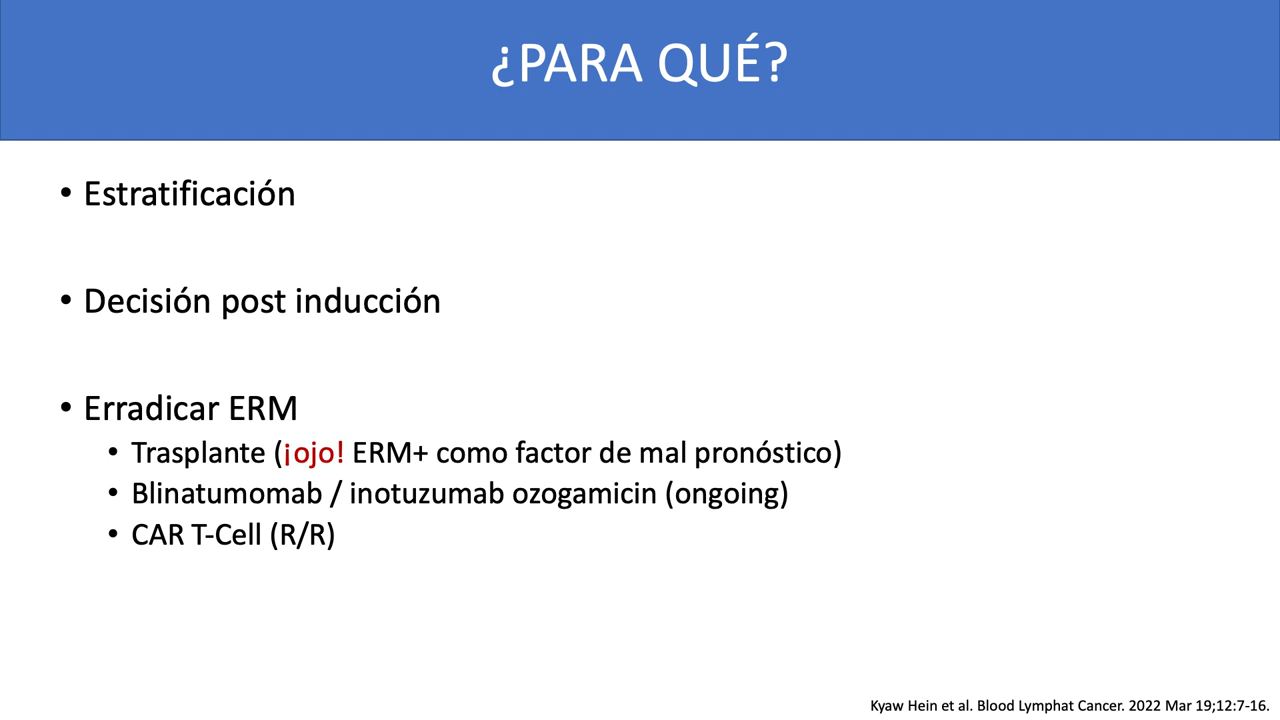 ¿PARA QUÉ?
• Estratificación
• Decisión post inducción
• Erradicar ERM
• Trasplante (¡ojo! ERM+ como factor de mal pronóstico)
• Blinatumomab / inotuzumab ozogamicin (ongoing)
• CAR T-Cell (R/R)
Kyaw Hein et al. Blood Lymphat Cancer. 2022 Mar 19;12:7-16.